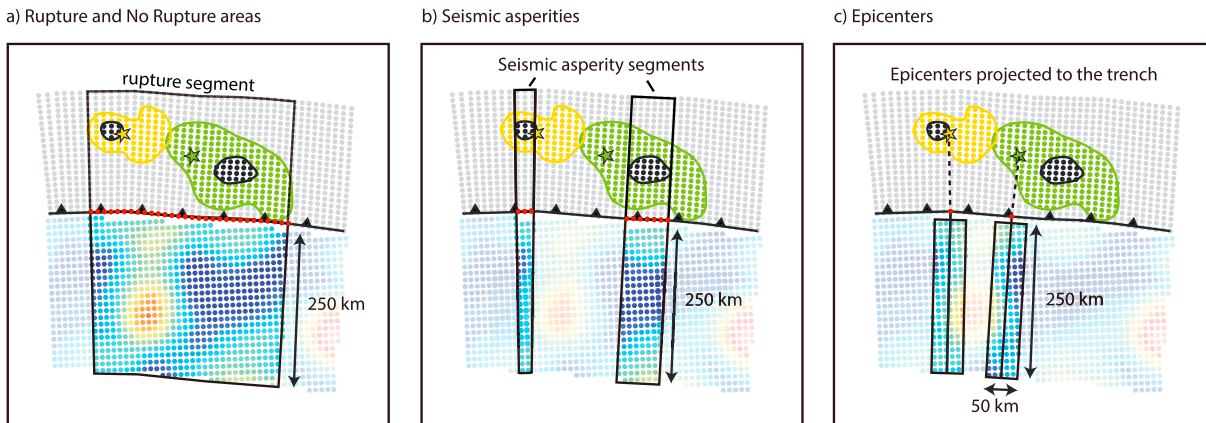 a) Rupture and No Rupture areas
rupture segment
250 km
b) Seismic asperities
Seismic asperity segments
250 km
c) Epicenters
Epicenters projected to the trench
250 km
50 km